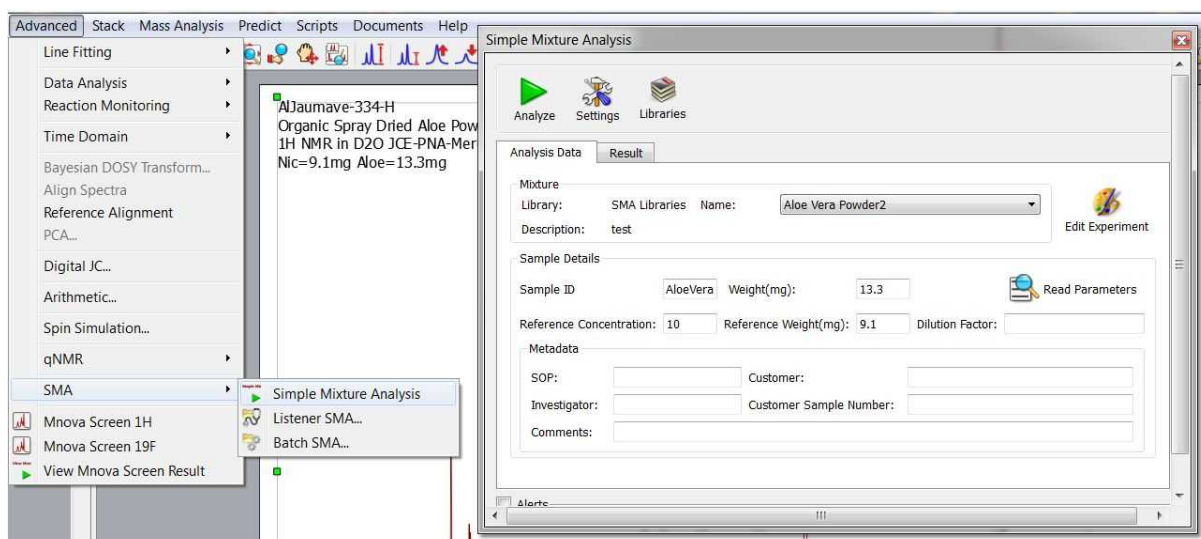 Advanced Stack Mass Analysis Predict Scripts Documents Help
Line Fitting
Data Analysis
Reaction Monitoring
Time Domain
Bayesian DOSY Transform...
Align Spectra
Reference Alignment
PCA...
Digital JC...
Arithmetic...
Spin Simulation...
qNMR
SMA
Mnova Screen 1H
Mnova Screen 19F
View Mnova Screen Result
Simple Mixture Analysis
Listener SMA...
Batch SMA...
AlJaumave-334-H
Organic Spray Dried Aloe Pow
1H NMR in D2O JCE-PNA-Mer
Nic=9.1mg Aloe=13.3mg
Simple Mixture Analysis
Analyze Settings Libraries
Analysis Data Result
Mixture
Library: SMA Libraries Name: Aloe Vera Powder2
Description: test
Edit Experiment
Sample Details
Sample ID AloeVera Weight(mg): 13.3 Read Parameters
Reference Concentration: 10 Reference Weight(mg): 9.1 Dilution Factor:
Metadata
SOP: Customer:
Investigator: Customer Sample Number:
Comments:
Alerts